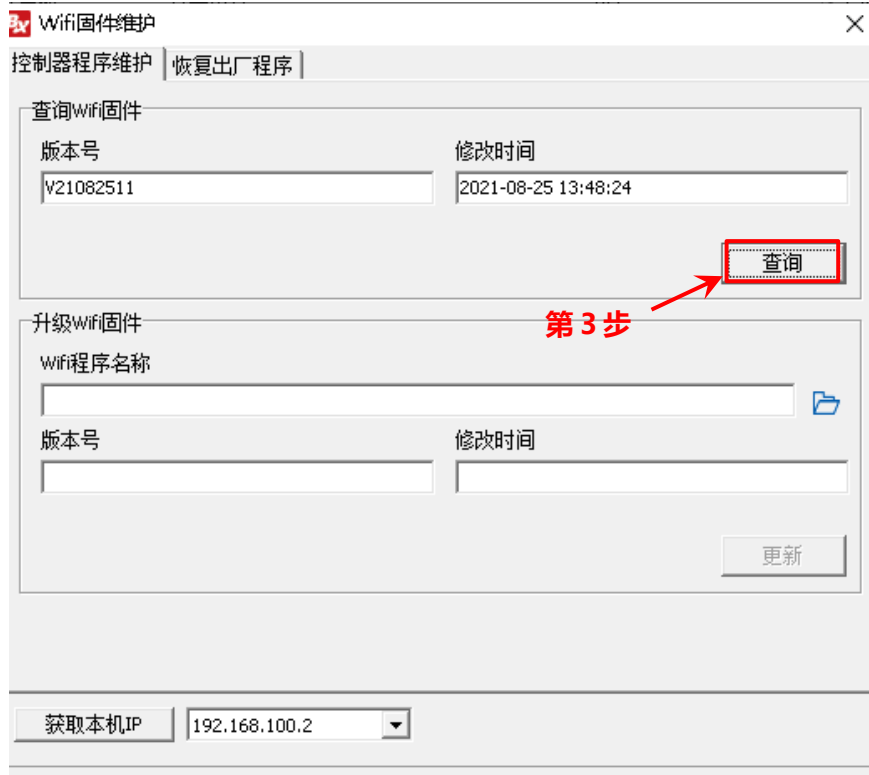 BX Wifi固件维护
控制器程序维护 恢复出厂程序
查询Wifi固件
版本号 修改时间
V21082511 2021-08-25 13:48:24
查询
第3步
升级Wifi固件
Wifi程序名称
版本号 修改时间
更新
获取本机IP 192.168.100.2